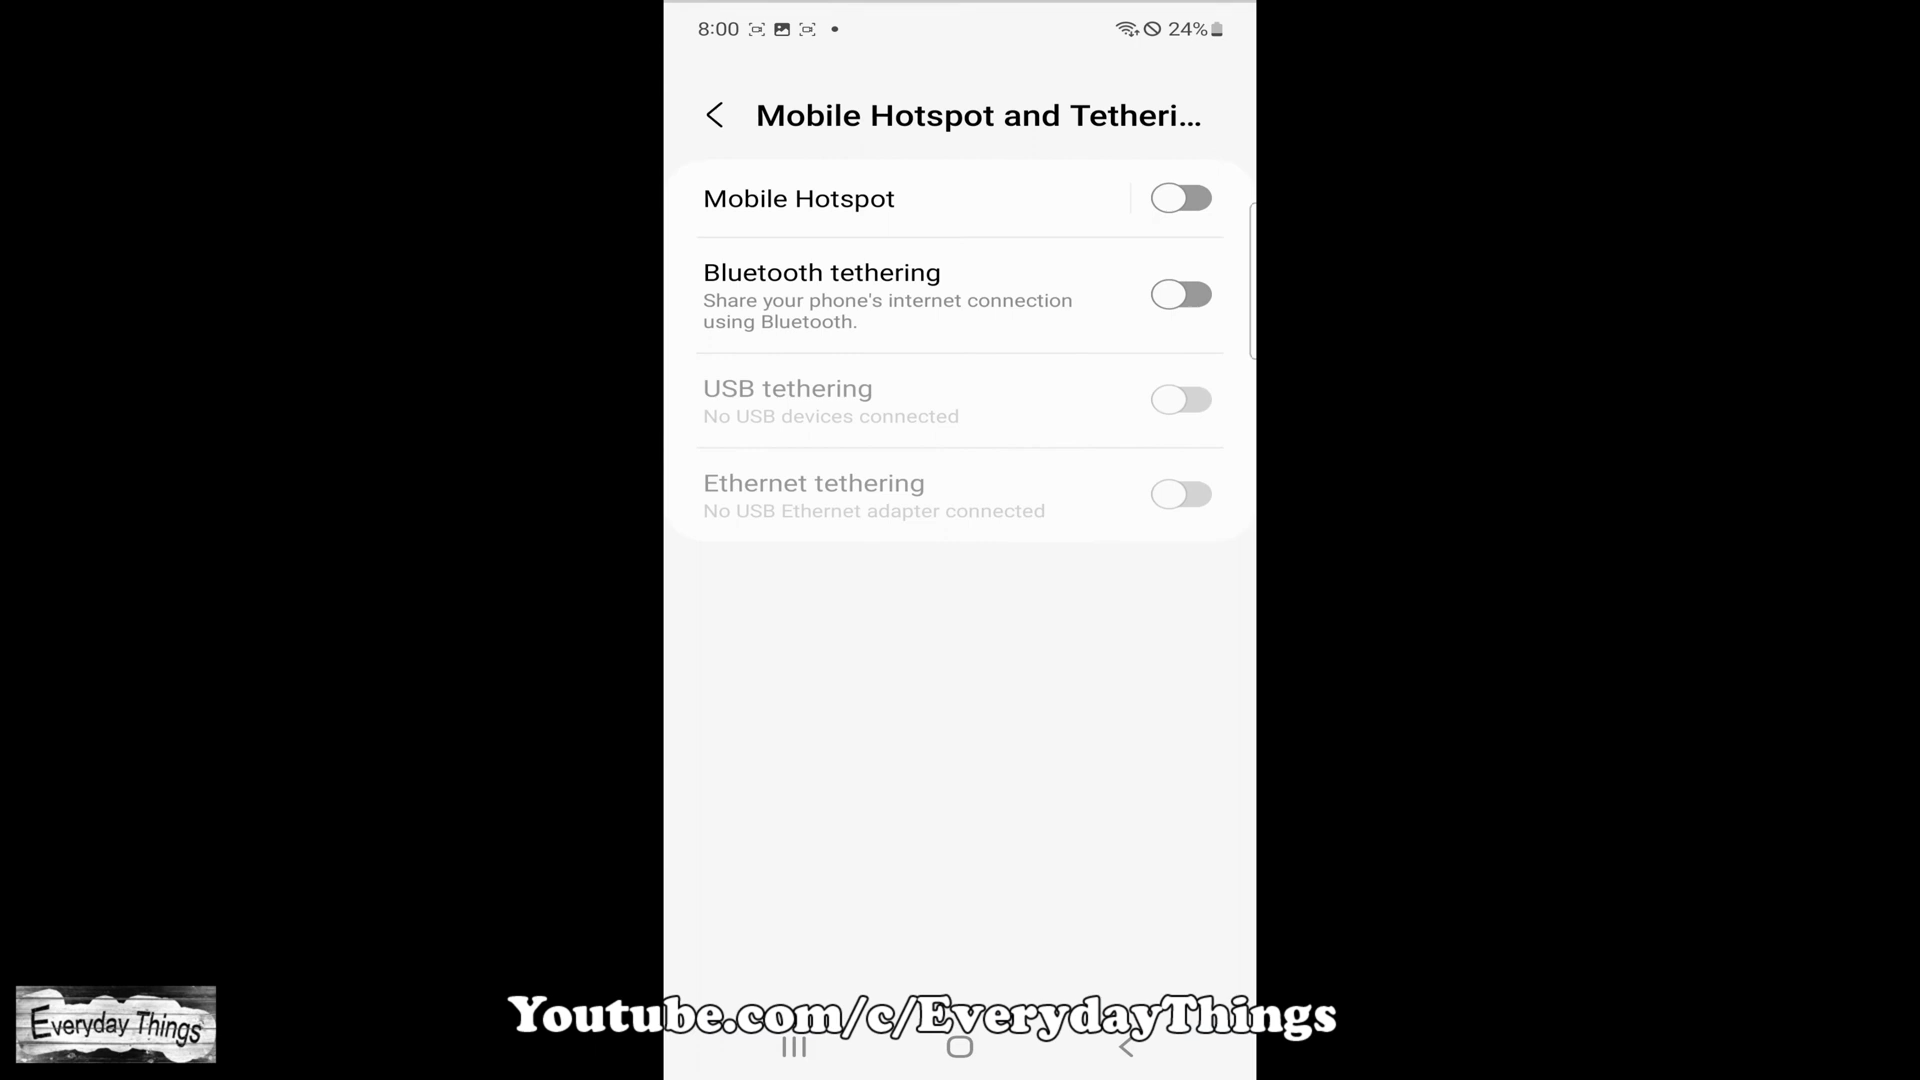 8:00 24%
Mobile Hotspot and Tetheri...
Mobile Hotspot
Bluetooth tethering
Share your phone's internet connection
using Bluetooth.
USB tethering
No USB devices connected
Ethernet tethering
No USB Ethernet adapter connected
Everyday Things
Youtube.com/c/EverydayThings